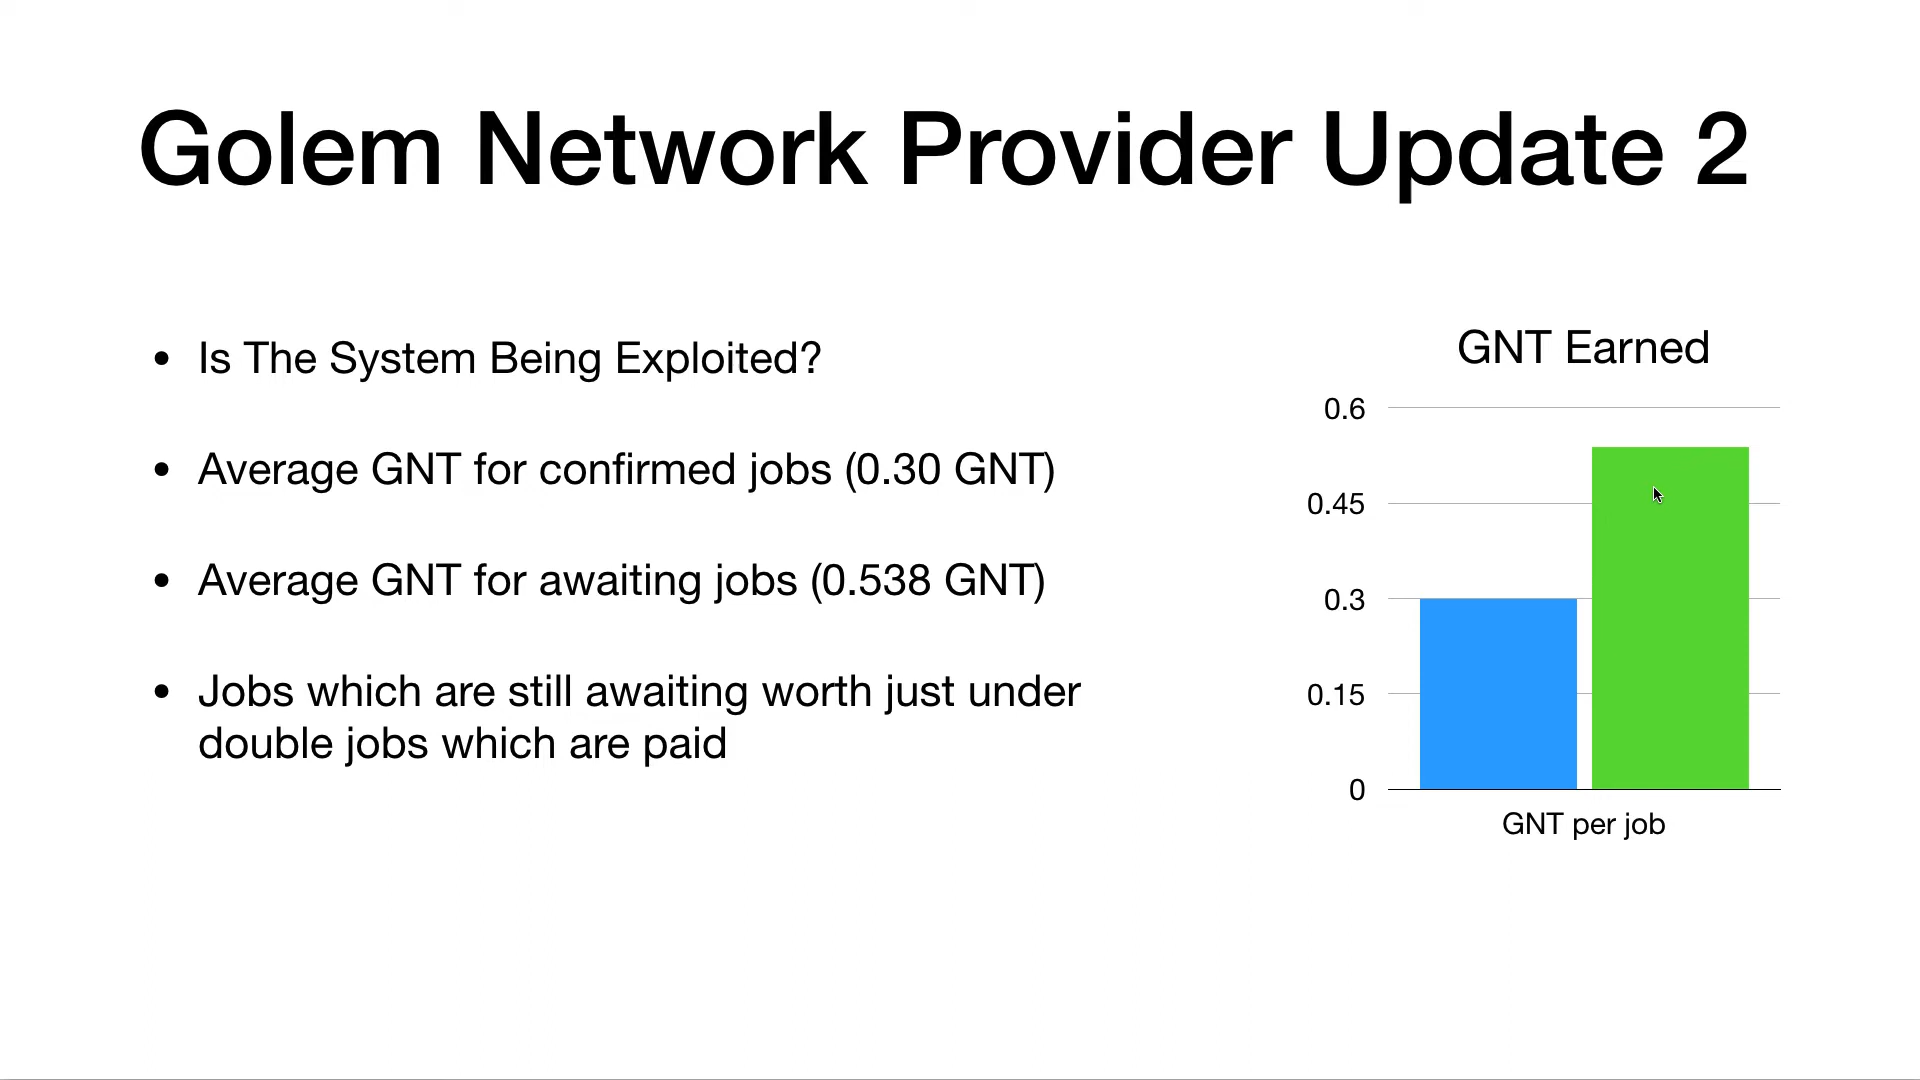 Golem Network Provider Update 2
• Is The System Being Exploited?
• Average GNT for confirmed jobs (0.30 GNT)
• Average GNT for awaiting jobs (0.538 GNT)
• Jobs which are still awaiting worth just under
double jobs which are paid
GNT Earned
0.6
0.45
0.3
0.15
0
GNT per job